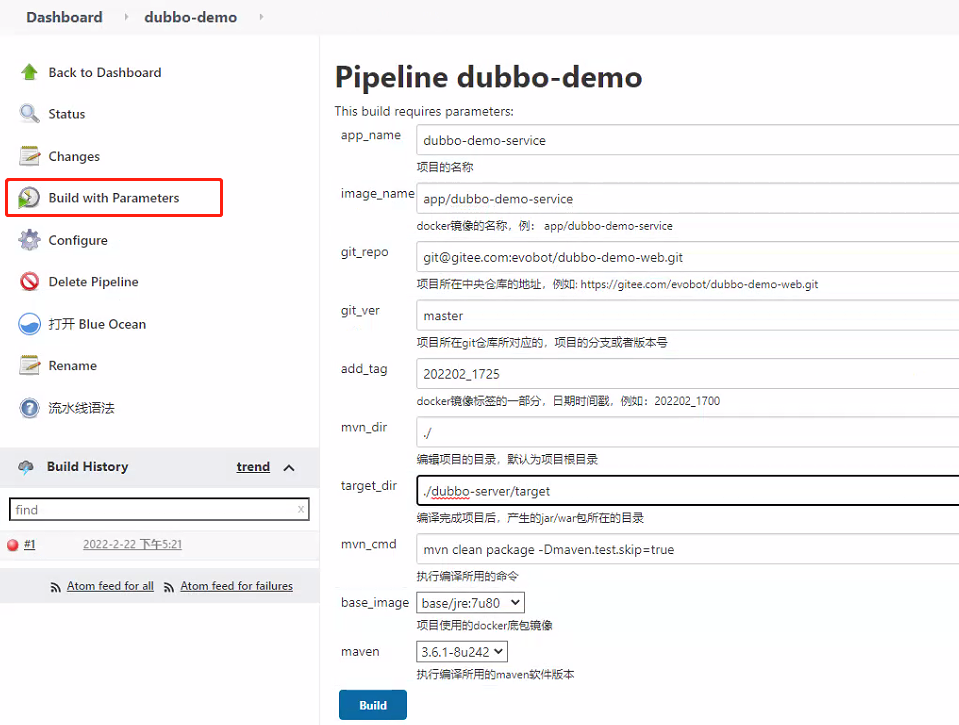 Dashboard dubbo-demo
Back to Dashboard
Status
Changes
Build with Parameters
Configure
Delete Pipeline
打开 Blue Ocean
Rename
流水线语法
Build History trend
find x
#1 2022-2-22 下午5:21
Atom feed for all Atom feed for failures
Pipeline dubbo-demo
This build requires parameters:
app_name dubbo-demo-service
项目的名称
image_name app/dubbo-demo-service
docker镜像的名称，例： app/dubbo-demo-service
git_repo git@gitee.com:evobot/dubbo-demo-web.git
项目所在中央仓库的地址，例如: https://gitee.com/evobot/dubbo-demo-web.git
git_ver master
项目所在git仓库所对应的，项目的分支或者版本号
add_tag 202202_1725
docker镜像标签的一部分，日期时间戳，例如：202202_1700
mvn_dir ./
编辑项目的目录，默认为项目根目录
target_dir ./dubbo-server/target
编译完成项目后，产生的jar/war包所在的目录
mvn_cmd mvn clean package -Dmaven.test.skip=true
执行编译所用的命令
base_image base/jre:7u80
项目使用的docker底包镜像
maven 3.6.1-8u242
执行编译所用的maven软件版本
Build